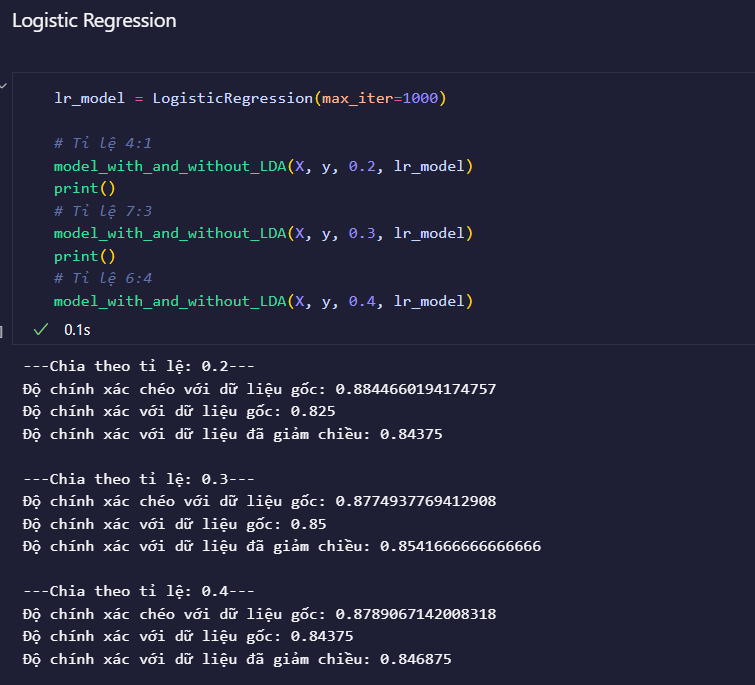 Logistic Regression
lr_model = LogisticRegression(max_iter=1000)
# Tỉ lệ 4:1
model_with_and_without_LDA(X, y, 0.2, lr_model)
print()
# Tỉ lệ 7:3
model_with_and_without_LDA(X, y, 0.3, lr_model)
print()
# Tỉ lệ 6:4
model_with_and_without_LDA(X, y, 0.4, lr_model)
0.1s
---Chia theo tỉ lệ: 0.2---
Độ chính xác chéo với dữ liệu gốc: 0.8844660194174757
Độ chính xác với dữ liệu gốc: 0.825
Độ chính xác với dữ liệu đã giảm chiều: 0.84375
---Chia theo tỉ lệ: 0.3---
Độ chính xác chéo với dữ liệu gốc: 0.8774937769412908
Độ chính xác với dữ liệu gốc: 0.85
Độ chính xác với dữ liệu đã giảm chiều: 0.8541666666666666
---Chia theo tỉ lệ: 0.4---
Độ chính xác chéo với dữ liệu gốc: 0.8789067142008318
Độ chính xác với dữ liệu gốc: 0.84375
Độ chính xác với dữ liệu đã giảm chiều: 0.846875